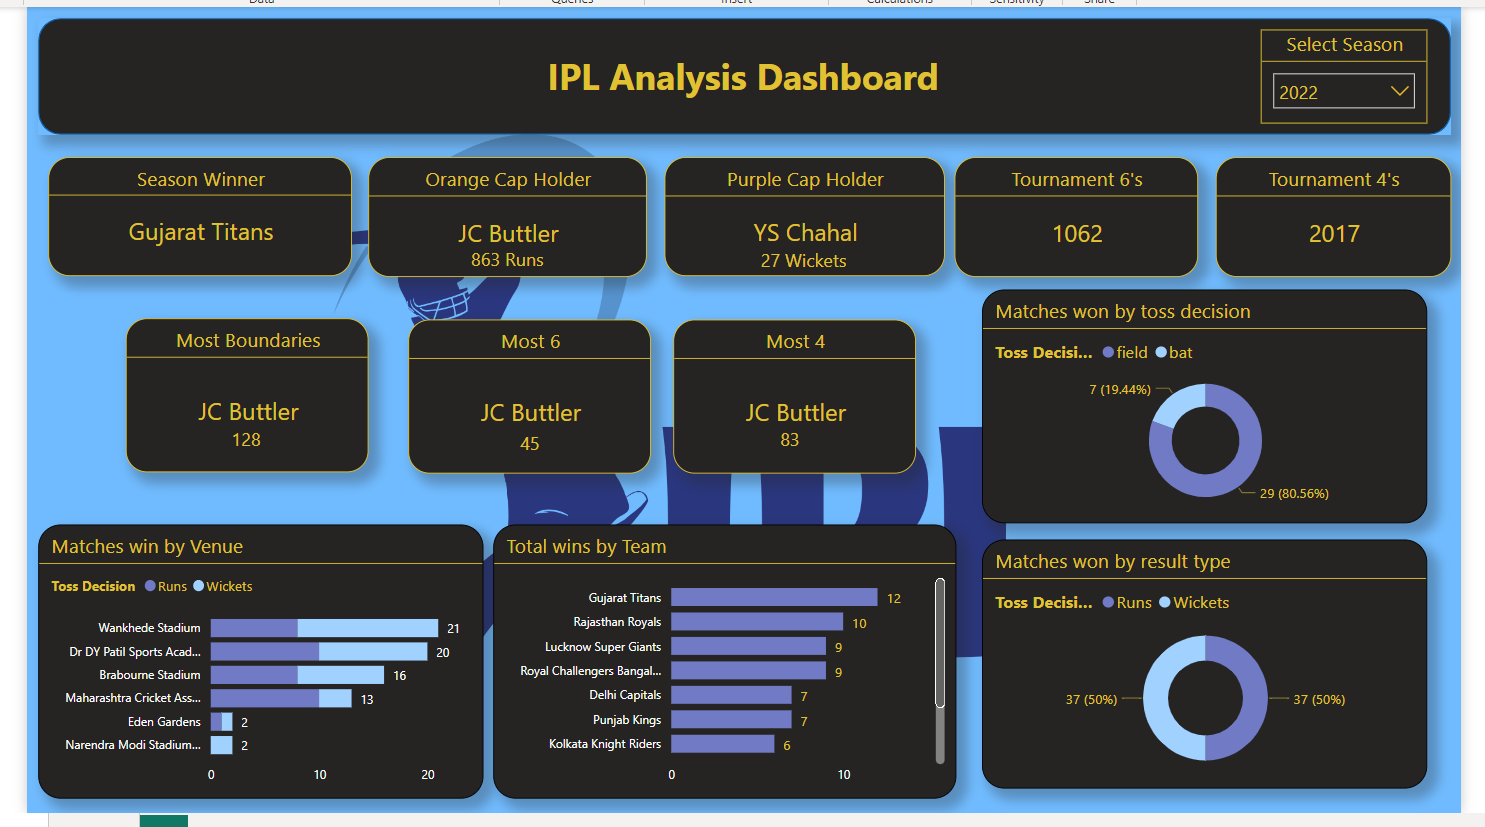 Data Queries Insert Calculations Sensitivity Share
IPL Analysis Dashboard
Select Season
2022
Season Winner
Gujarat Titans
Orange Cap Holder
JC Buttler
863 Runs
Purple Cap Holder
YS Chahal
27 Wickets
Tournament 6's
1062
Tournament 4's
2017
Most Boundaries
JC Buttler
128
Most 6
JC Buttler
45
Most 4
JC Buttler
83
Matches won by toss decision
Toss Decisi... field bat
7 (19.44%)
29 (80.56%)
Matches win by Venue
Toss Decision Runs Wickets
Wankhede Stadium 21
Dr DY Patil Sports Acad... 20
Brabourne Stadium 16
Maharashtra Cricket Ass... 13
Eden Gardens 2
Narendra Modi Stadium... 2
0 10 20
Total wins by Team
Gujarat Titans 12
Rajasthan Royals 10
Lucknow Super Giants 9
Royal Challengers Bangal... 9
Delhi Capitals 7
Punjab Kings 7
Kolkata Knight Riders 6
0 10
Matches won by result type
Toss Decisi... Runs Wickets
37 (50%) 37 (50%)